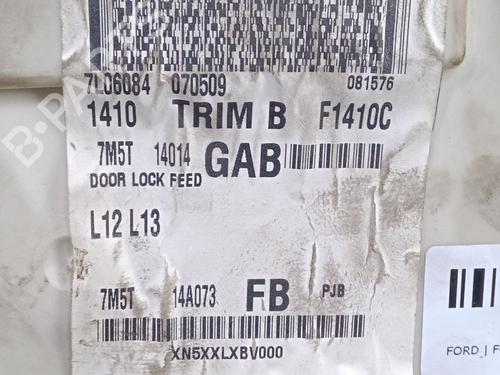 7L06084 070509 081576
1410 TRIM B F1410C
7M5T 14014 GAB
DOOR LOCK FEED
L12 L13
7M5T 14A073 FB PJB
XN5XXLXBV000
FORD | F
B-PARTS